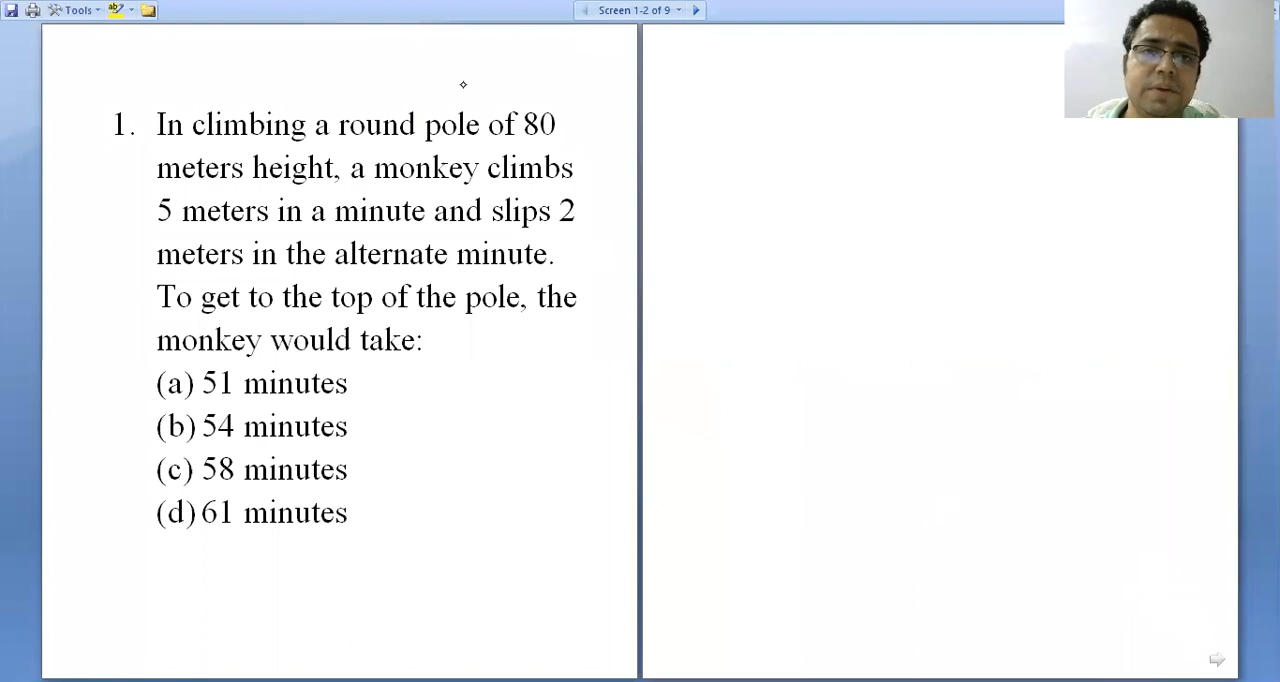 Tools
Screen 1-2 of 9
1. In climbing a round pole of 80
meters height, a monkey climbs
5 meters in a minute and slips 2
meters in the alternate minute.
To get to the top of the pole, the
monkey would take:
(a) 51 minutes
(b) 54 minutes
(c) 58 minutes
(d) 61 minutes